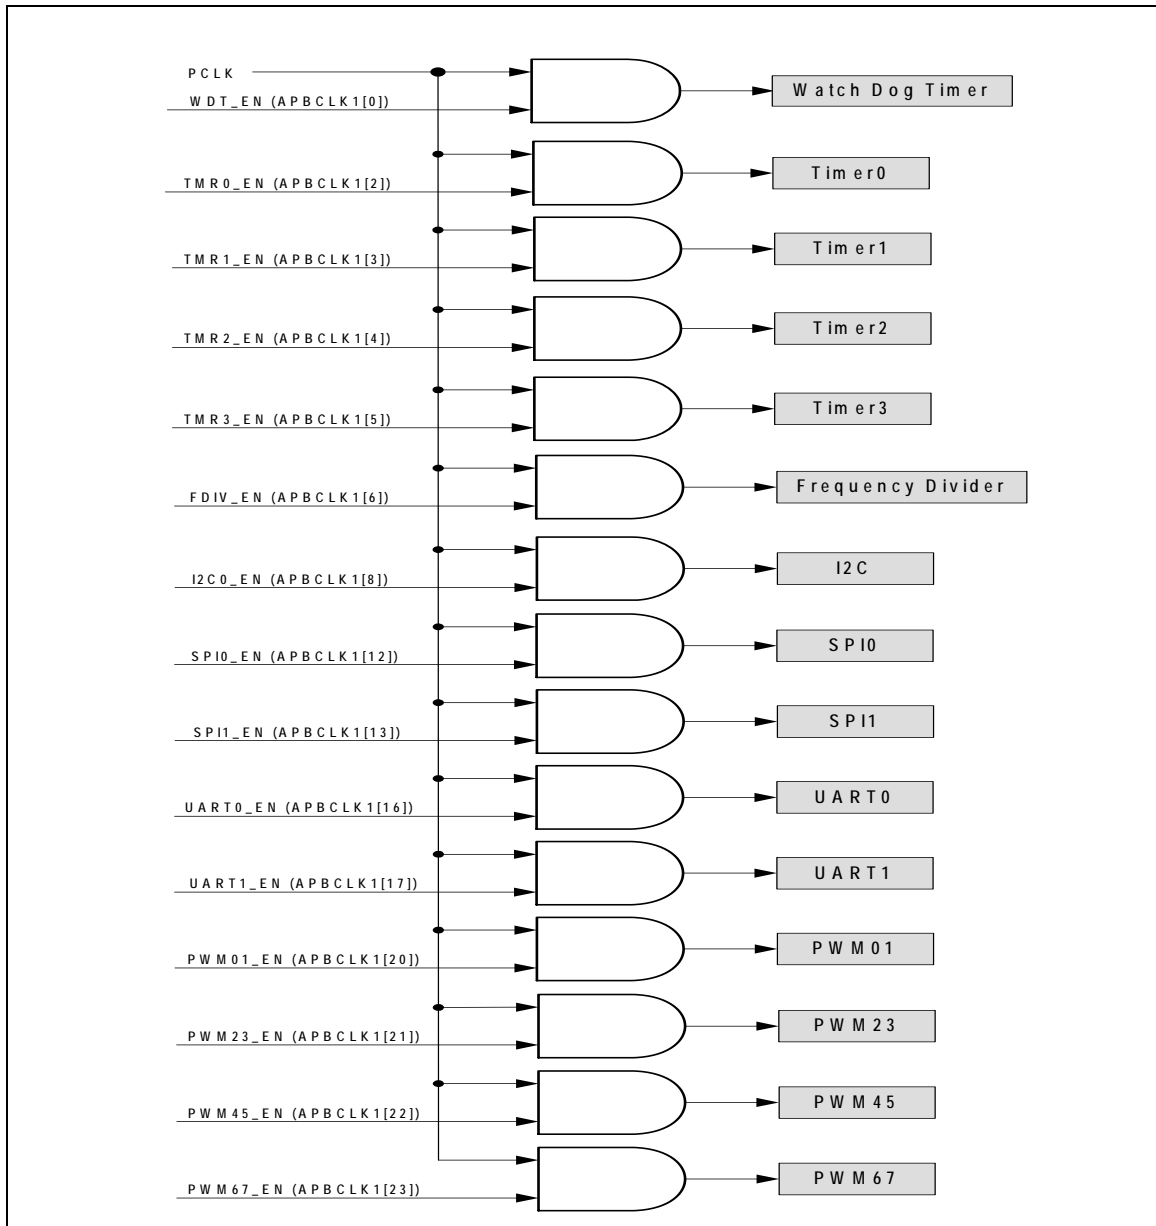 PCLK
WDT_EN (APBCLK1[0])
Watch Dog Timer
TMR0_EN (APBCLK1[2])
Timer0
TMR1_EN (APBCLK1[3])
Timer1
TMR2_EN (APBCLK1[4])
Timer2
TMR3_EN (APBCLK1[5])
Timer3
FDIV_EN (APBCLK1[6])
Frequency Divider
I2C0_EN (APBCLK1[8])
I2C
SPI0_EN (APBCLK1[12])
SPI0
SPI1_EN (APBCLK1[13])
SPI1
UART0_EN (APBCLK1[16])
UART0
UART1_EN (APBCLK1[17])
UART1
PWM01_EN (APBCLK1[20])
PWM01
PWM23_EN (APBCLK1[21])
PWM23
PWM45_EN (APBCLK1[22])
PWM45
PWM67_EN (APBCLK1[23])
PWM67